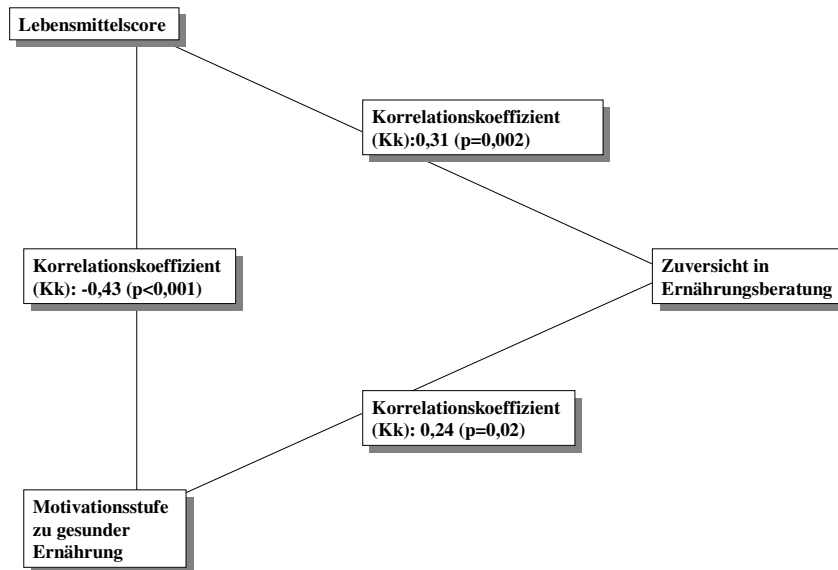 Lebensmittelscore
Korrelationskoeffizient
(Kk):0,31 (p=0,002)
Korrelationskoeffizient
(Kk): -0,43 (p<0,001)
Zuversicht in
Ernährungsberatung
Korrelationskoeffizient
(Kk): 0,24 (p=0,02)
Motivationsstufe
zu gesunder
Ernährung